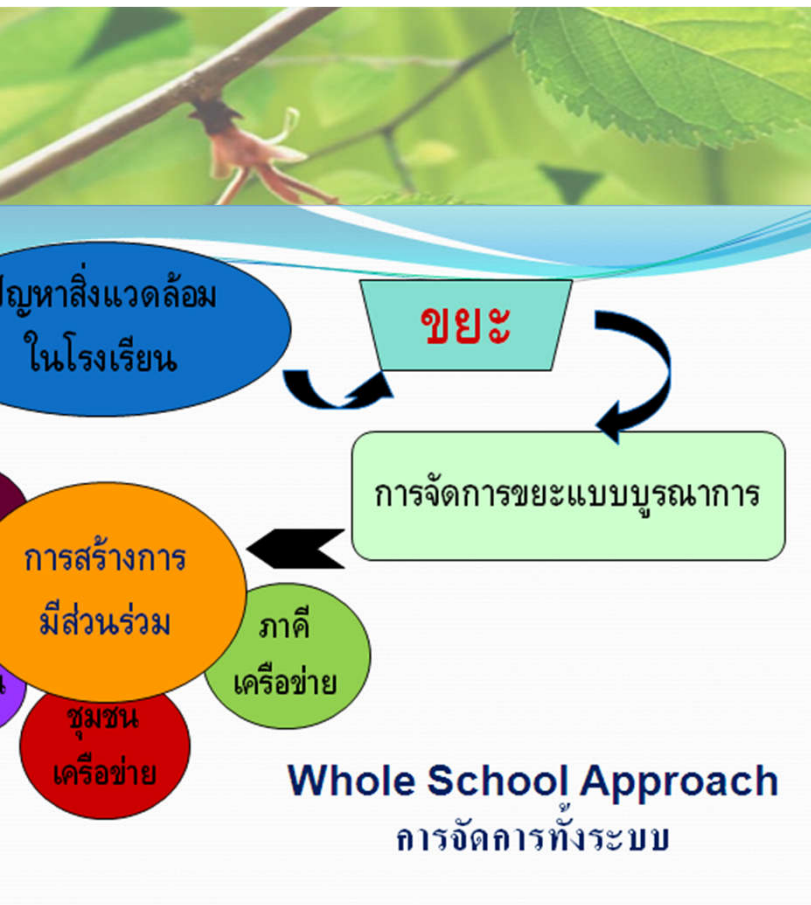 ปัญหาสิ่งแวดล้อม
ในโรงเรียน
ขยะ
การจัดการขยะแบบบูรณาการ
การสร้างการ
มีส่วนร่วม
ภาคี
เครือข่าย
ชุมชน
เครือข่าย
Whole School Approach
การจัดการทั้งระบบ